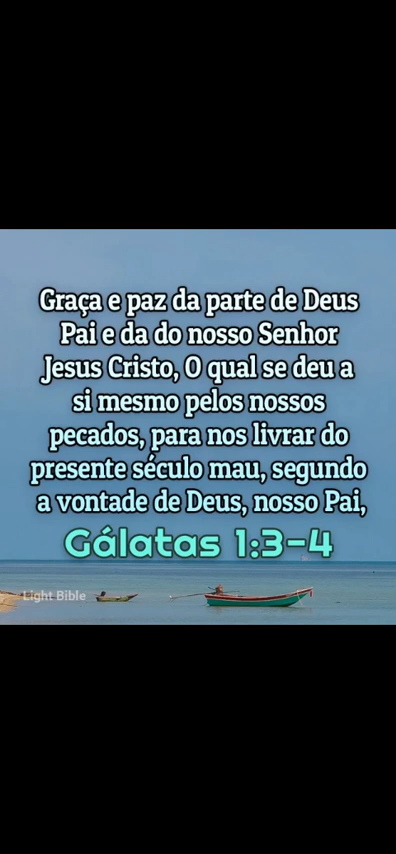 Graça e paz da parte de Deus
Pai e da do nosso Senhor
Jesus Cristo, O qual se deu a
si mesmo pelos nossos
pecados, para nos livrar do
presente século mau, segundo
a vontade de Deus, nosso Pai,
Gálatas 1:3-4
Light Bible